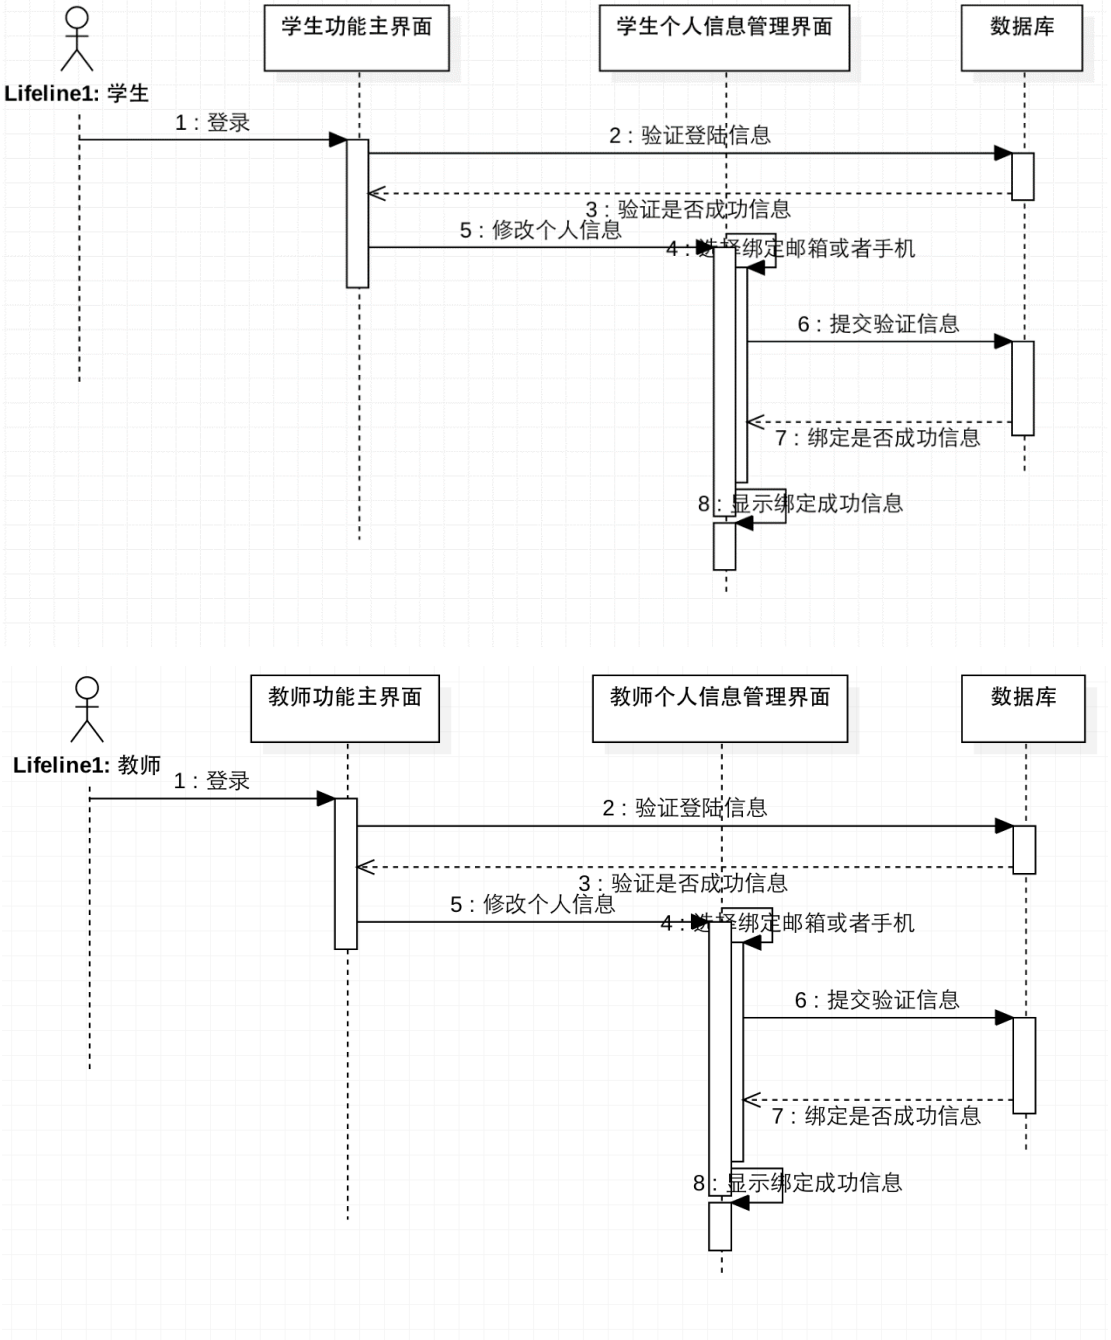 学生功能主界面
学生个人信息管理界面
数据库
Lifeline1: 学生
1 : 登录
2 : 验证登陆信息
3 : 验证是否成功信息
5 : 修改个人信息
4 : 选择绑定邮箱或者手机
6 : 提交验证信息
7 : 绑定是否成功信息
8 : 显示绑定成功信息
教师功能主界面
教师个人信息管理界面
数据库
Lifeline1: 教师
1 : 登录
2 : 验证登陆信息
3 : 验证是否成功信息
5 : 修改个人信息
4 : 选择绑定邮箱或者手机
6 : 提交验证信息
7 : 绑定是否成功信息
8 : 显示绑定成功信息